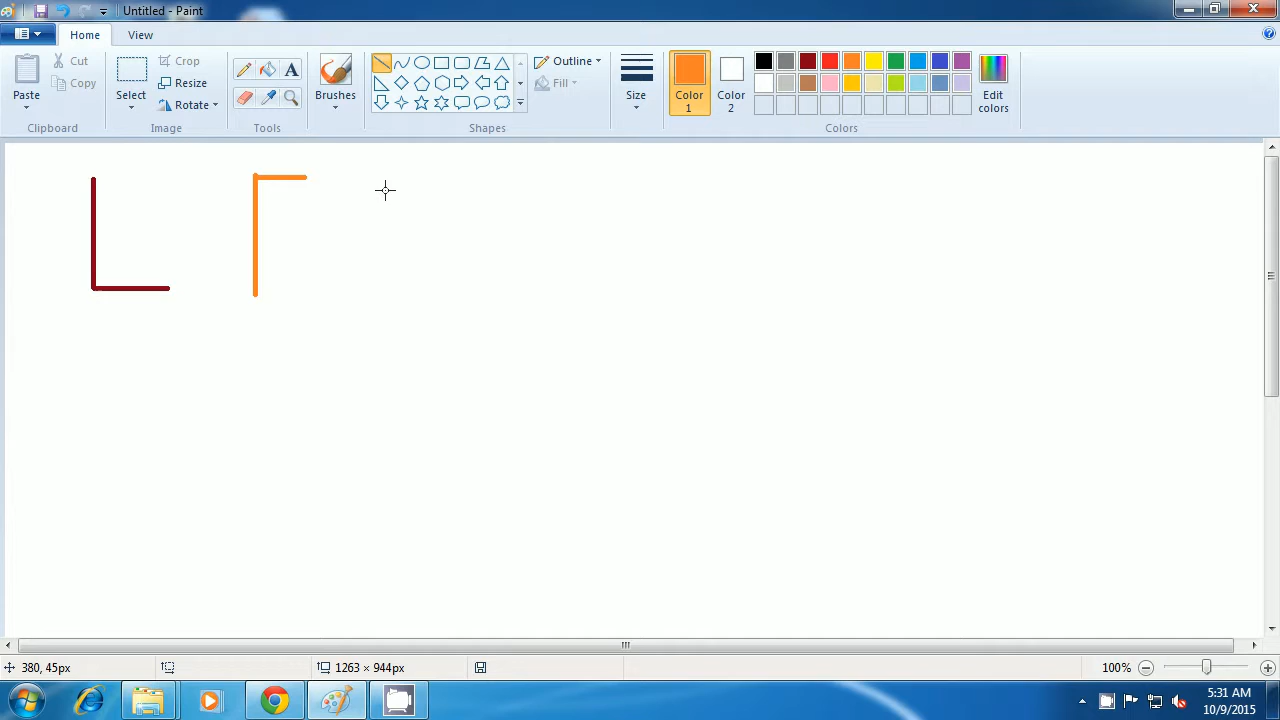 Untitled - Paint
Home View
Paste Cut Copy Clipboard
Select Crop Resize Rotate Image
A
Tools
Brushes
Shapes
Outline Fill
Size
Color 1 Color 2
Edit colors
Colors
380, 45px 1263 × 944px 100%
5:31 AM
10/9/2015